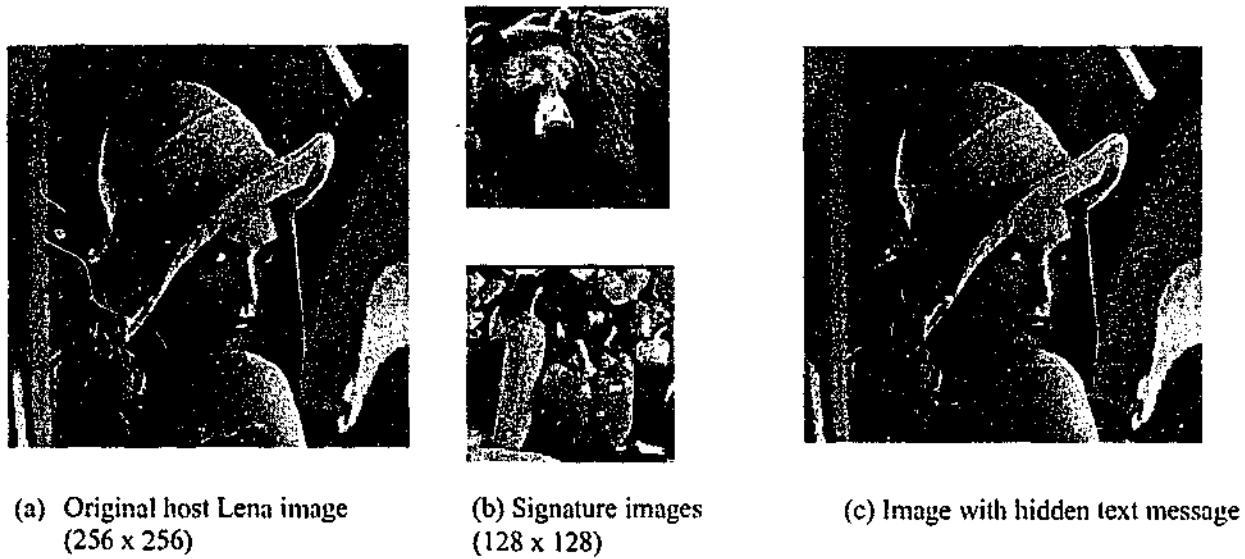 (a) Original host Lena image
(256 x 256)
(b) Signature images
(128 x 128)
(c) Image with hidden text message